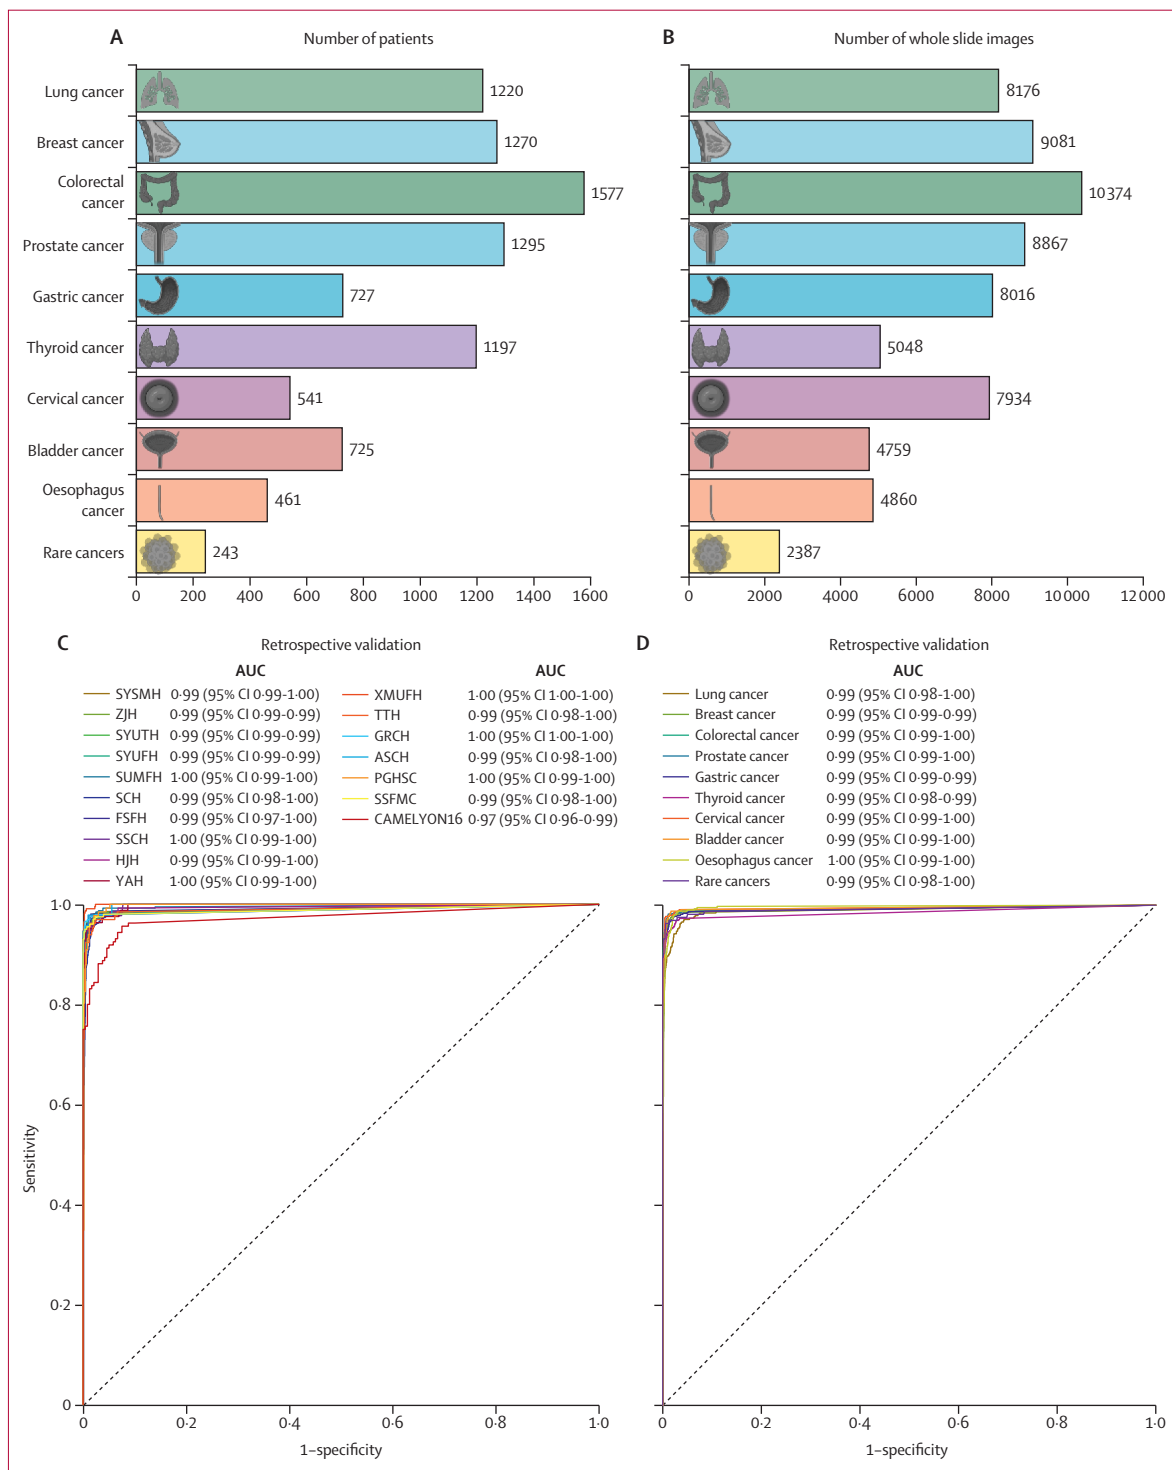 A Number of patients
Lung cancer 1220
Breast cancer 1270
Colorectal
cancer 1577
Prostate cancer 1295
Gastric cancer 727
Thyroid cancer 1197
Cervical cancer 541
Bladder cancer 725
Oesophagus
cancer 461
Rare cancers 243
0 200 400 600 800 1000 1200 1400 1600
B Number of whole slide images
8176
9081
10 374
8867
8016
5048
7934
4759
4860
2387
0 2000 4000 6000 8000 10 000 12 000
C Retrospective validation
AUC
SYSMH 0·99 (95% CI 0·99-1·00)
ZJH 0·99 (95% CI 0·99-0·99)
SYUTH 0·99 (95% CI 0·99-0·99)
SYUFH 0·99 (95% CI 0·99-0·99)
SUMFH 1·00 (95% CI 0·99-1·00)
SCH 0·99 (95% CI 0·98-1·00)
FSFH 0·99 (95% CI 0·97-1·00)
SSCH 1·00 (95% CI 0·99-1·00)
HJH 0·99 (95% CI 0·99-1·00)
YAH 1·00 (95% CI 0·99-1·00)
AUC
XMUFH 1·00 (95% CI 1·00-1·00)
TTH 0·99 (95% CI 0·98-1·00)
GRCH 1·00 (95% CI 1·00-1·00)
ASCH 0·99 (95% CI 0·98-1·00)
PGHSC 1·00 (95% CI 0·99-1·00)
SSFMC 0·99 (95% CI 0·98-1·00)
CAMELYON16 0·97 (95% CI 0·96-0·99)
Sensitivity
1·0
0·8
0·6
0·4
0·2
0
0 0·2 0·4 0·6 0·8 1·0
1–specificity
D Retrospective validation
AUC
Lung cancer 0·99 (95% CI 0·98-1·00)
Breast cancer 0·99 (95% CI 0·99-0·99)
Colorectal cancer 0·99 (95% CI 0·99-1·00)
Prostate cancer 0·99 (95% CI 0·99-1·00)
Gastric cancer 0·99 (95% CI 0·99-0·99)
Thyroid cancer 0·99 (95% CI 0·98-0·99)
Cervical cancer 0·99 (95% CI 0·99-1·00)
Bladder cancer 0·99 (95% CI 0·99-1·00)
Oesophagus cancer 1·00 (95% CI 0·99-1·00)
Rare cancers 0·99 (95% CI 0·98-1·00)
0 0·2 0·4 0·6 0·8 1·0
1–specificity